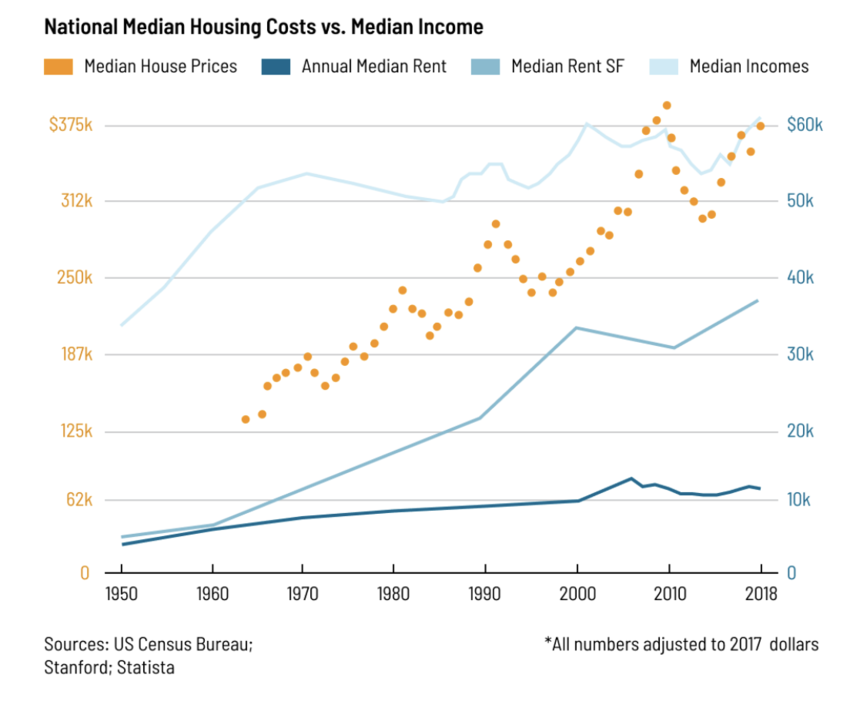 National Median Housing Costs vs. Median Income
Median House Prices Annual Median Rent Median Rent SF Median Incomes
$375k $60k
312k 50k
250k 40k
187k 30k
125k 20k
62k 10k
0 0
1950 1960 1970 1980 1990 2000 2010 2018
Sources: US Census Bureau; *All numbers adjusted to 2017 dollars
Stanford; Statista